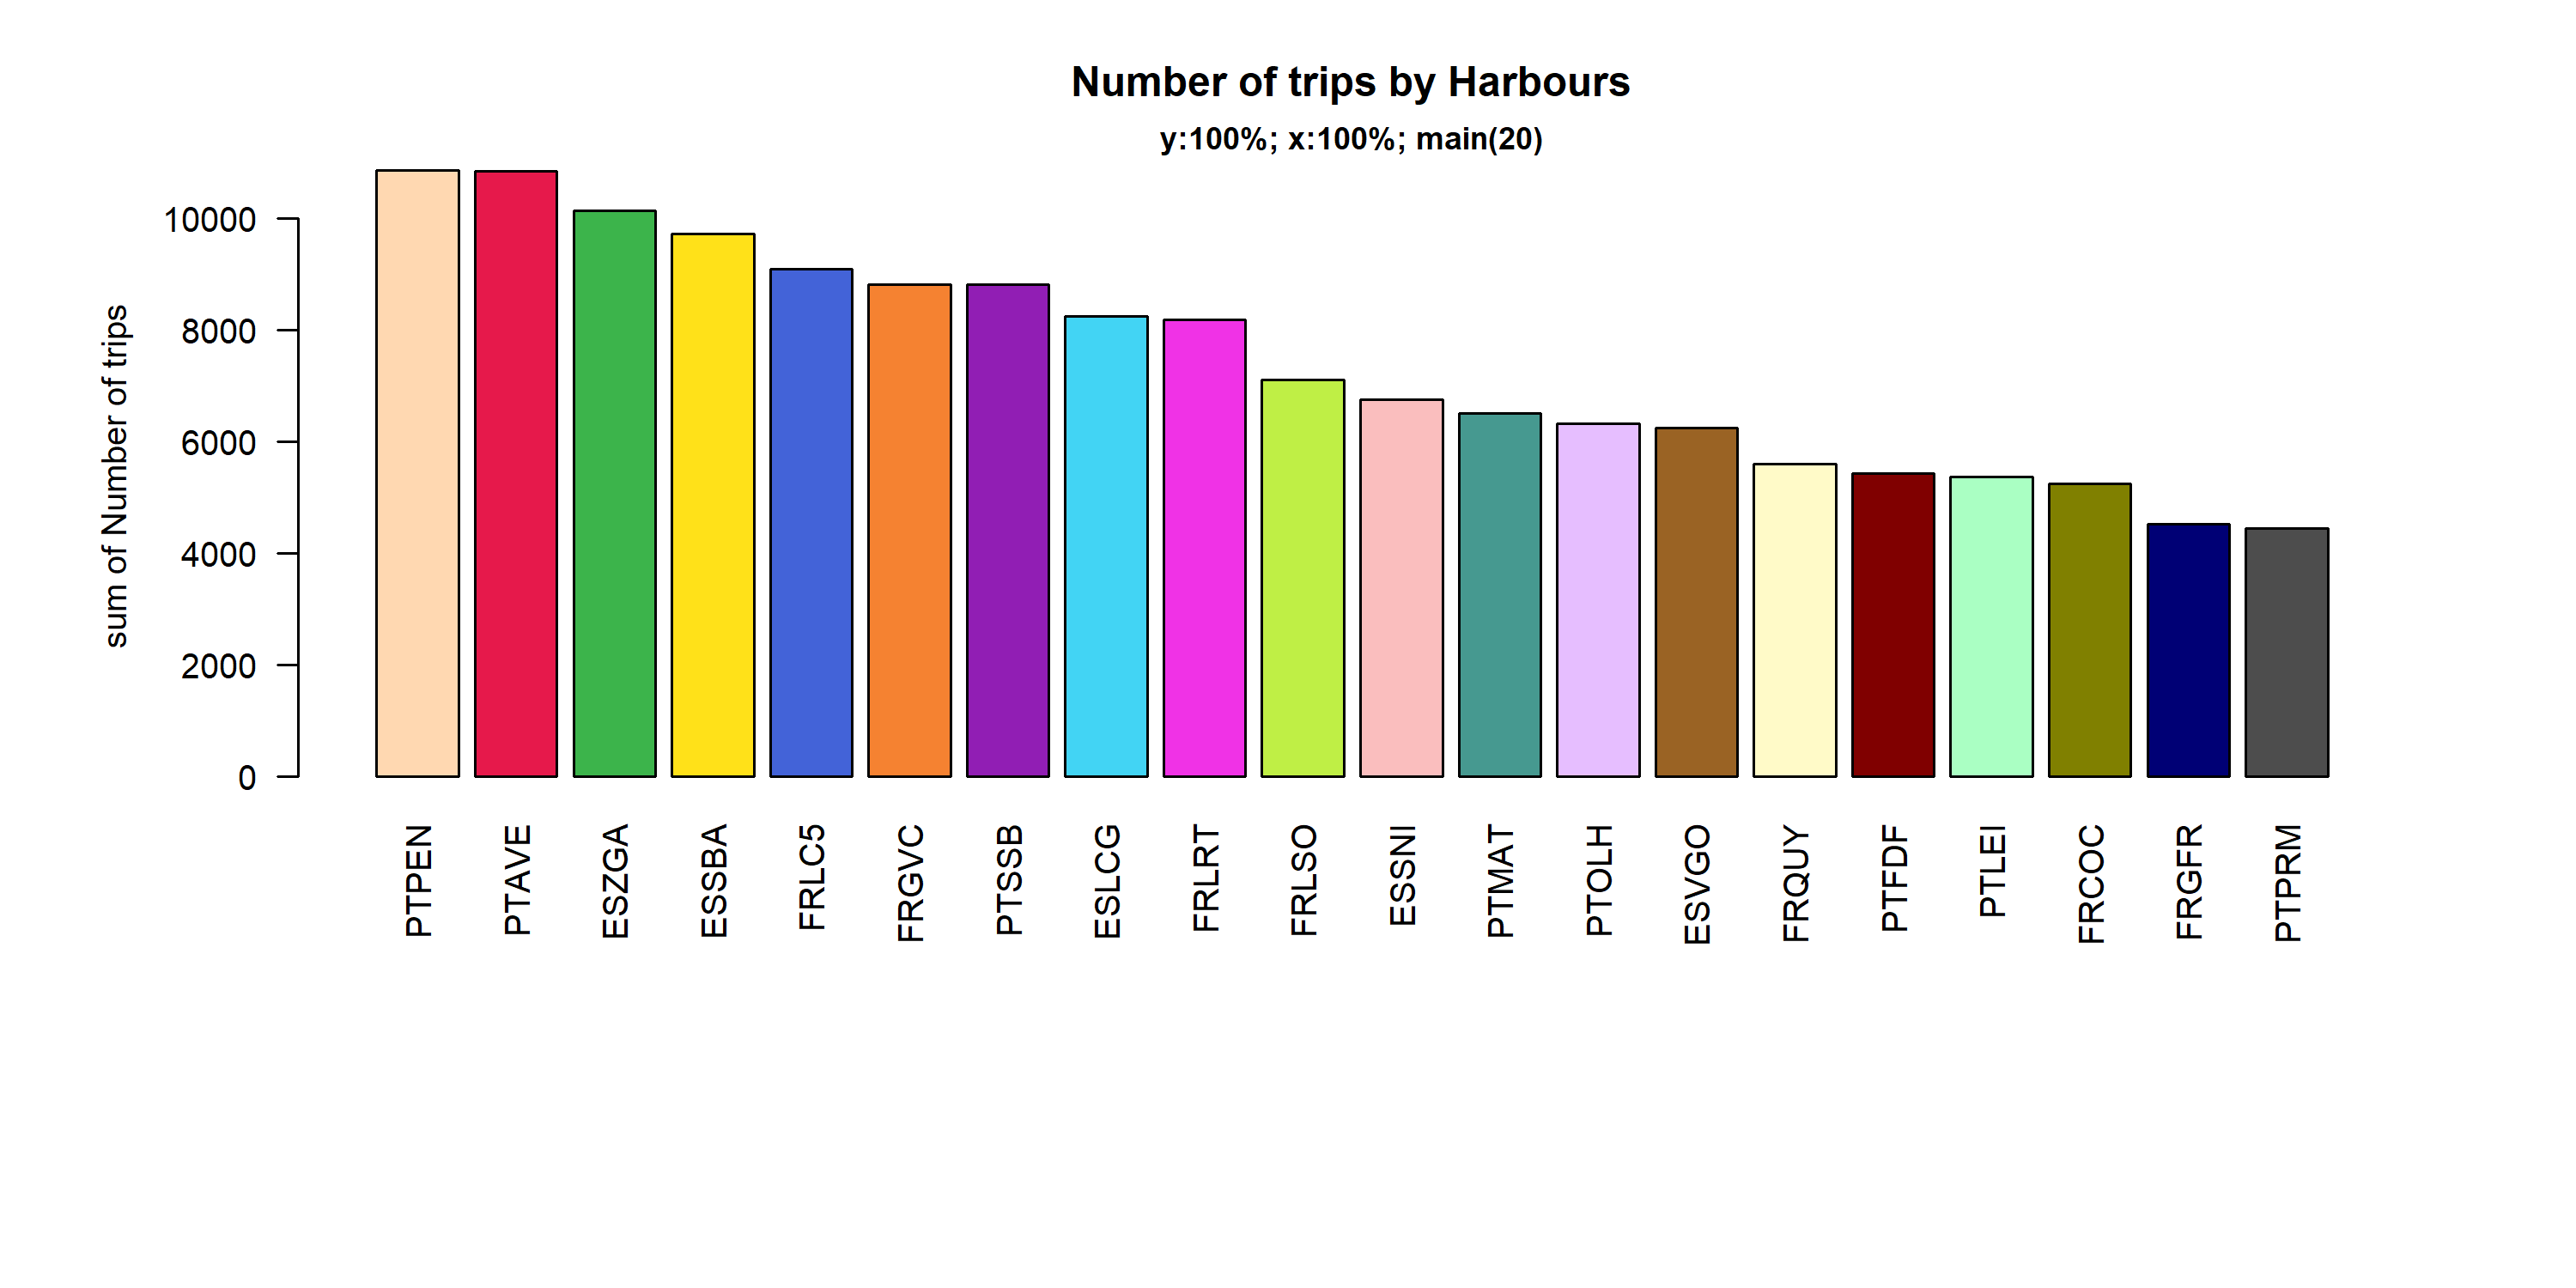 Number of trips by Harbours
y:100%; x:100%; main(20)
sum of Number of trips
10000
8000
6000
4000
2000
0
PTPEN
PTAVE
ESZGA
ESSBA
FRLC5
FRGVC
PTSSB
ESLCG
FRLRT
FRLSO
ESSNI
PTMAT
PTOLH
ESVGO
FRQUY
PTFDF
PTLEI
FRCOC
FRGFR
PTPRM